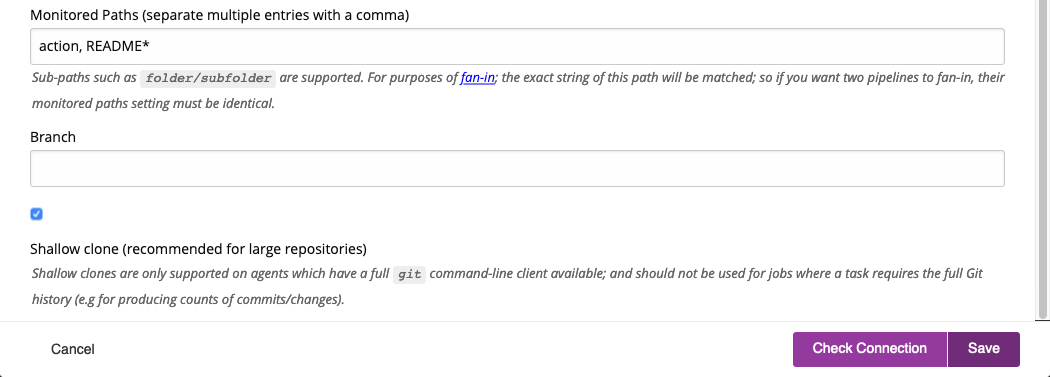 Monitored Paths (separate multiple entries with a comma)
action, README*
Sub-paths such as folder/subfolder are supported. For purposes of fan-in; the exact string of this path will be matched; so if you want two pipelines to fan-in, their
monitored paths setting must be identical.
Branch
Shallow clone (recommended for large repositories)
Shallow clones are only supported on agents which have a full git command-line client available; and should not be used for jobs where a task requires the full Git
history (e.g for producing counts of commits/changes).
Cancel Check Connection Save